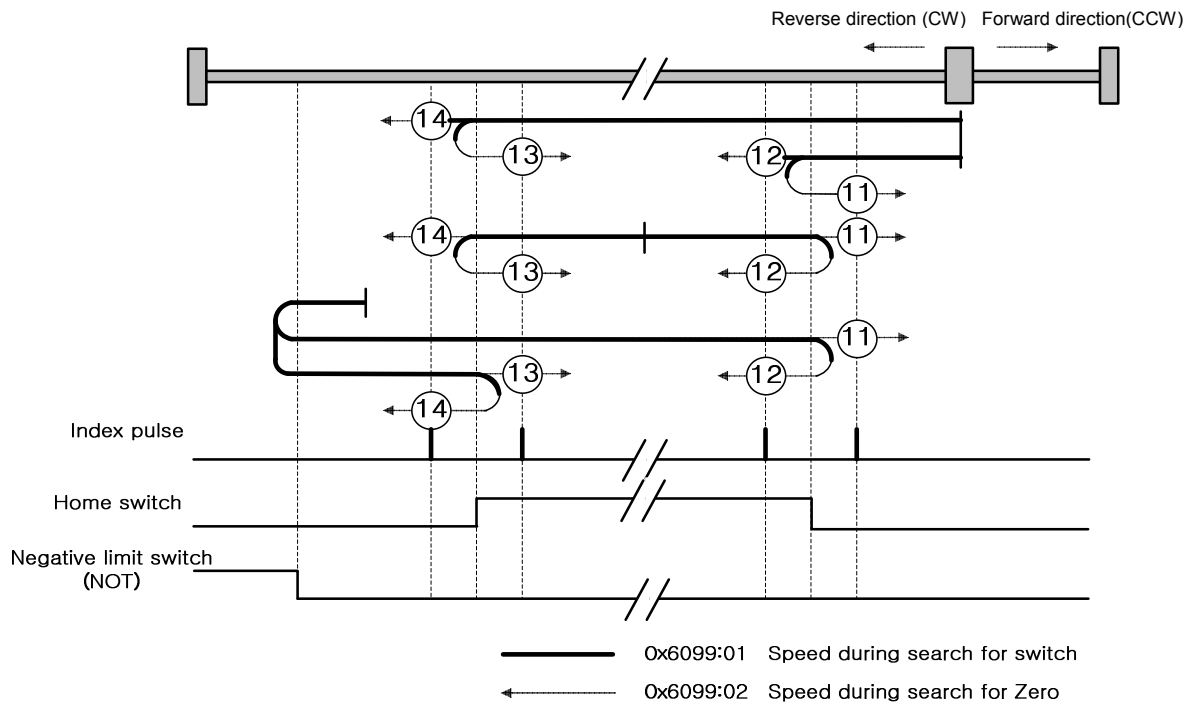 Reverse direction (CW) Forward direction(CCW)
14
13
12
11
14
11
13
12
11
13
12
14
Index pulse
Home switch
Negative limit switch
(NOT)
0x6099:01 Speed during search for switch
0x6099:02 Speed during search for Zero